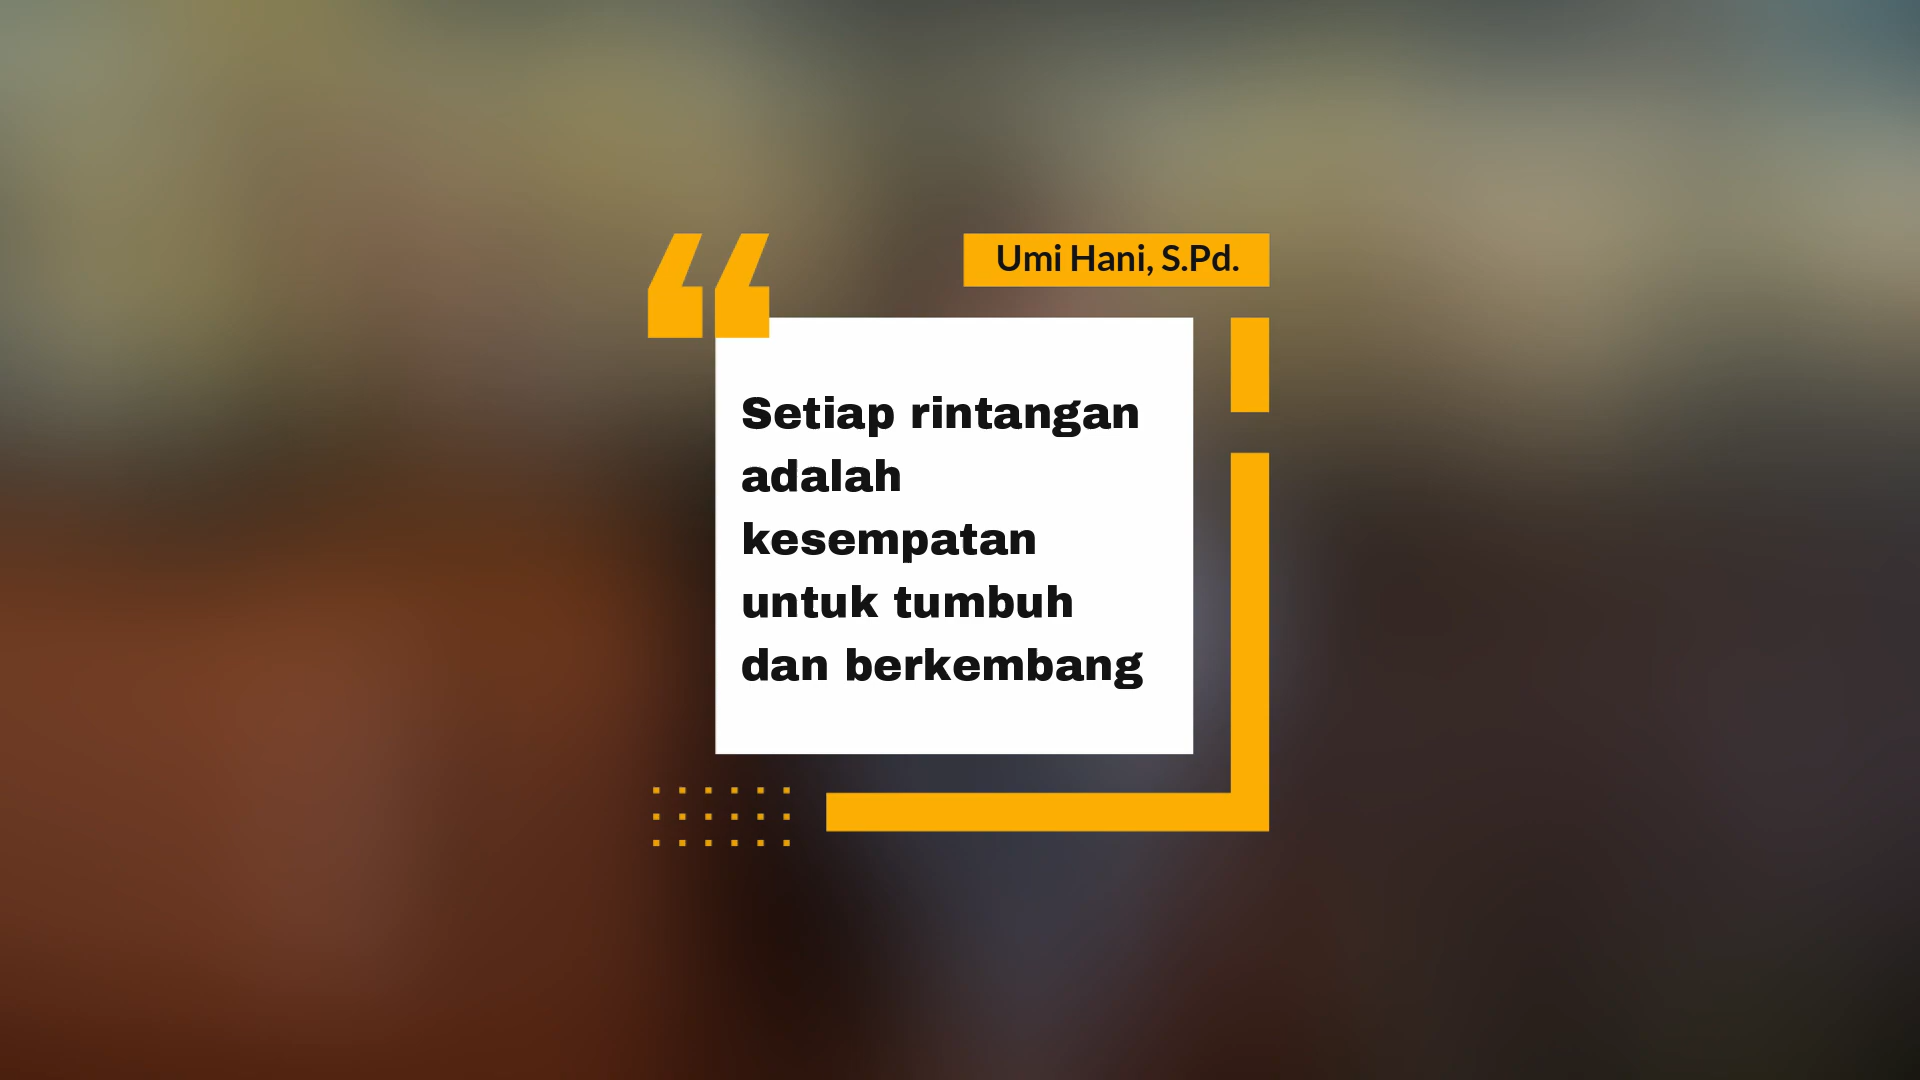 Umi Hani, S.Pd.
Setiap rintangan
adalah
kesempatan
untuk tumbuh
dan berkembang